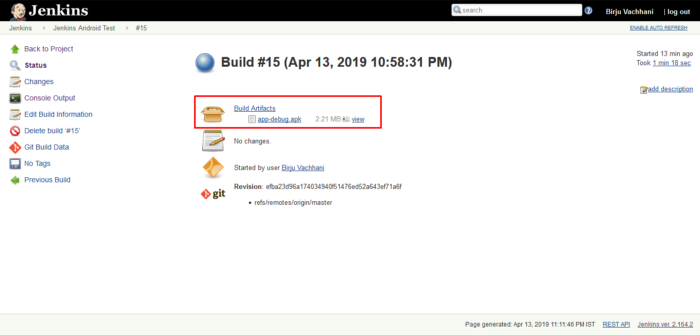 Jenkins
search
Birju Vachhani | log out
Jenkins Jenkins Android Test #15
ENABLE AUTO REFRESH
Back to Project
Status
Changes
Console Output
Edit Build Information
Delete build '#15'
Git Build Data
No Tags
Previous Build
Build #15 (Apr 13, 2019 10:58:31 PM)
Started 13 min ago
Took 1 min 18 sec
add description
Build Artifacts
app-debug.apk 2.21 MB view
No changes.
Started by user Birju Vachhani
git
Revision: efba23d96a174034940f51476ed52a643ef71a6f
• refs/remotes/origin/master
Page generated: Apr 13, 2019 11:11:46 PM IST REST API Jenkins ver. 2.164.2